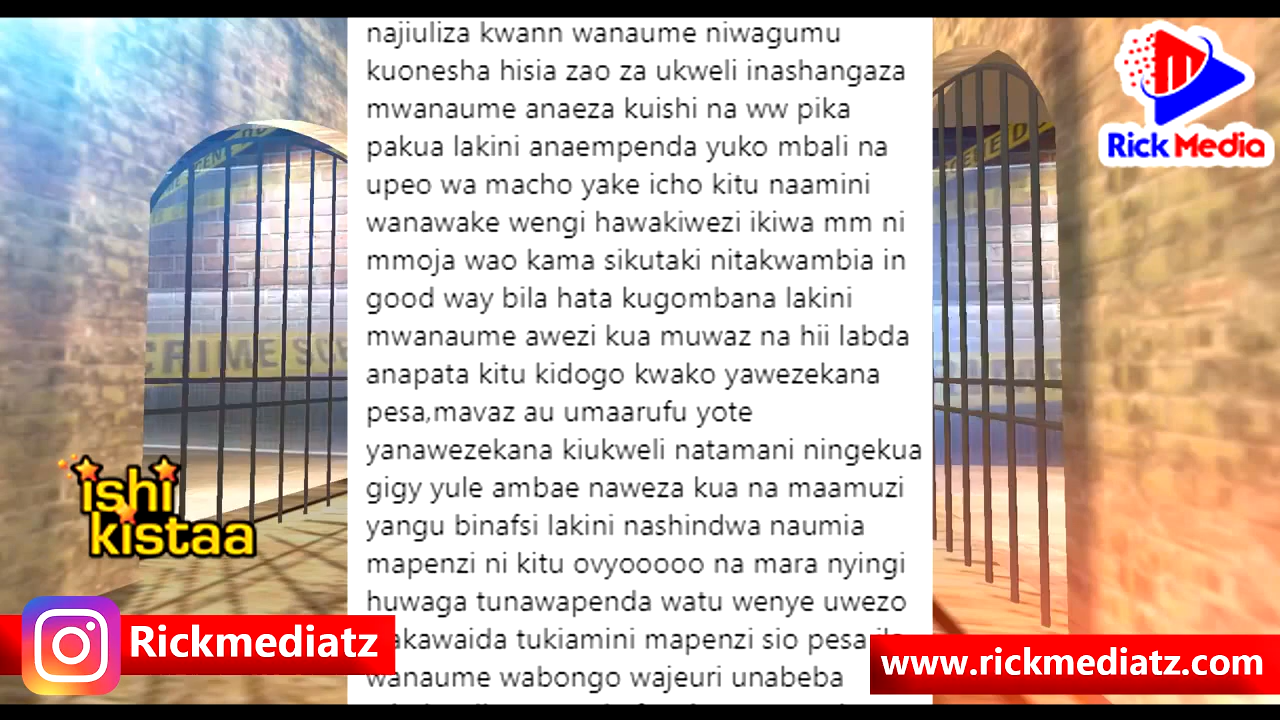 najiuliza kwann wanaume niwagumu
kuonesha hisia zao za ukweli inashangaza
mwanaume anaeza kuishi na ww pika
pakua lakini anaempenda yuko mbali na
upeo wa macho yake icho kitu naamini
wanawake wengi hawakiwezi ikiwa mm ni
mmoja wao kama sikutaki nitakwambia in
good way bila hata kugombana lakini
mwanaume awezi kua muwaz na hii labda
anapata kitu kidogo kwako yawezekana
pesa,mavaz au umaarufu yote
yanawezekana kiukweli natamani ningekua
gigy yule ambae naweza kua na maamuzi
yangu binafsi lakini nashindwa naumia
mapenzi ni kitu ovyooooo na mara nyingi
huwaga tunawapenda watu wenye uwezo
tukiamini mapenzi sio pesa
wanaume wabongo wajeuri unabeba
Rick Media
CRIME
ishi
kistaa
Rickmediatz
www.rickmediatz.com